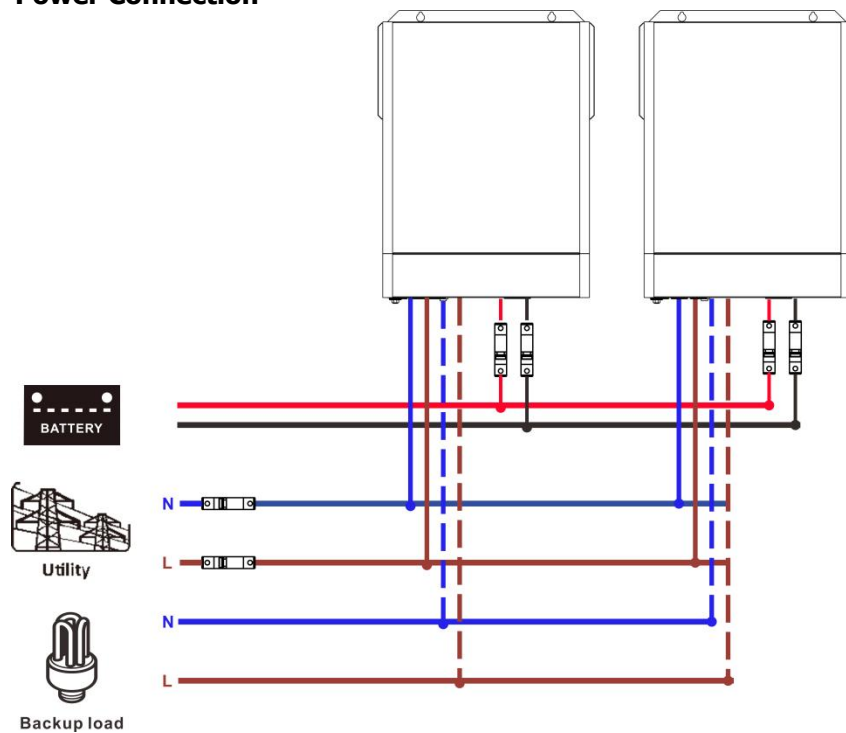 Power Connection
BATTERY
N
Utility
L
N
L
Backup load